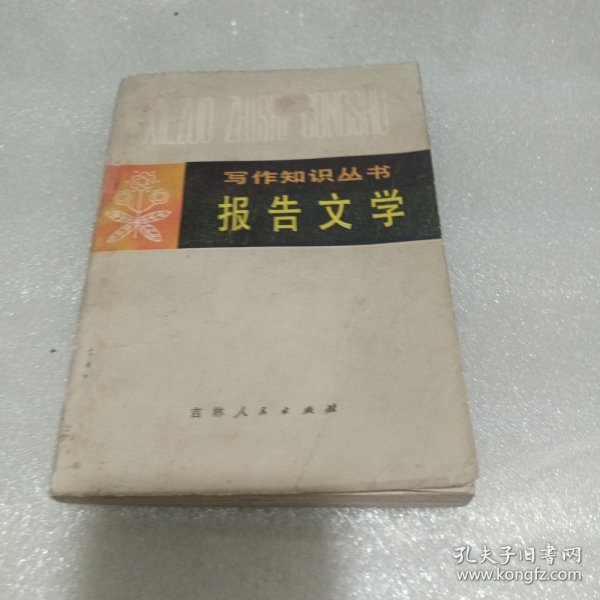 XIEZUO ZHISHI CONGSHU
写作知识丛书
报告文学
吉林人民出版社
孔夫子旧书网
www.kongfz.com